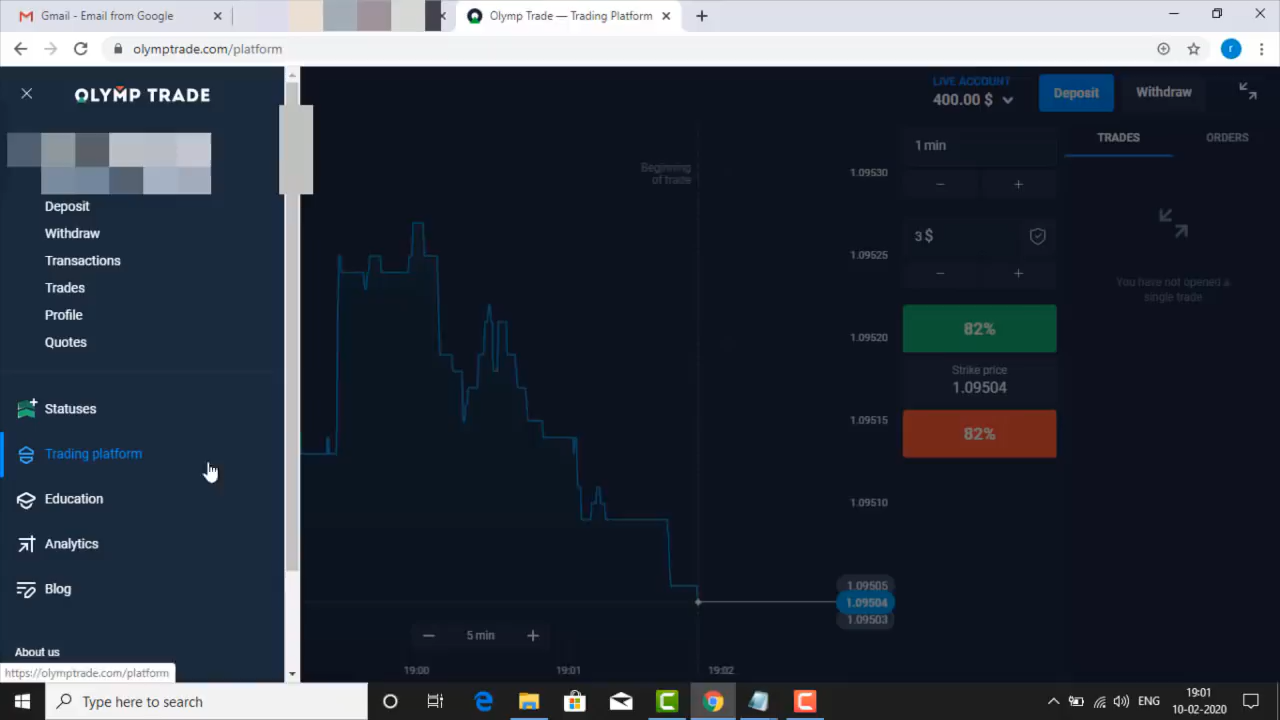 Gmail - Email from Google
Olymp Trade — Trading Platform
olymptrade.com/platform
r
OLYMP TRADE
Deposit
Withdraw
Transactions
Trades
Profile
Quotes
Statuses
Trading platform
Education
Analytics
Blog
About us
https://olymptrade.com/platform
LIVE ACCOUNT
400.00 $
Deposit
Withdraw
Beginning
of trade
1.09530
1.09525
1.09520
1.09515
1.09510
1.09505
1.09504
1.09503
5 min
19:00
19:01
19:02
1 min
3 $
82%
Strike price
1.09504
82%
TRADES
ORDERS
You have not opened a
single trade
Type here to search
ENG
19:01
10-02-2020